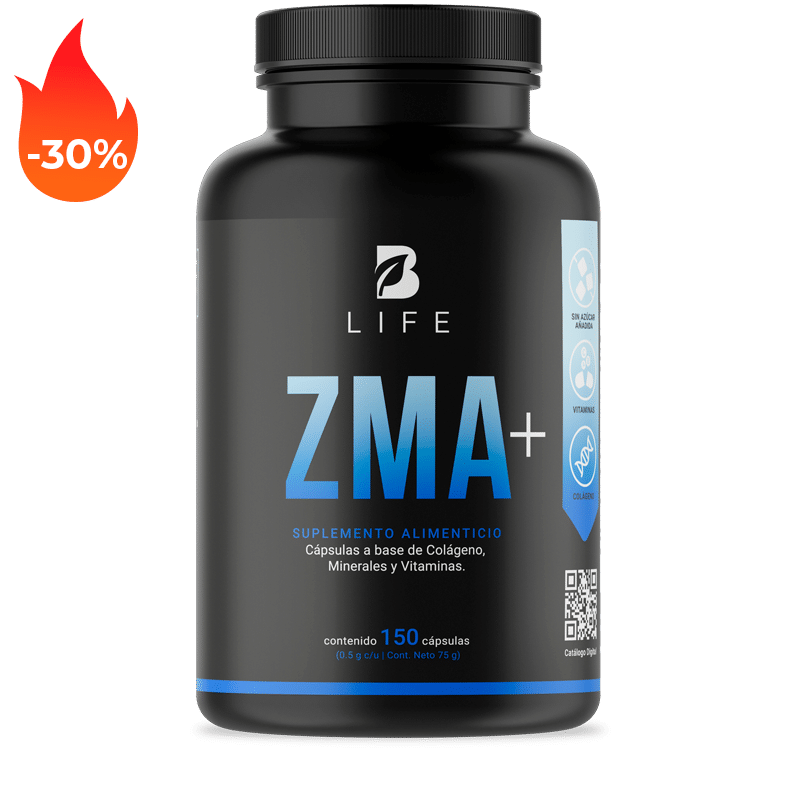 -30%
B
LIFE
ZMA+
SUPLEMENTO ALIMENTICIO
Cápsulas a base de Colágeno,
Minerales y Vitaminas.
contenido 150 cápsulas
(0.5 g c/u | Cont. Neto 75 g)
SIN AZÚCAR
AÑADIDA
VITAMINAS
COLÁGENO
Catálogo Digital